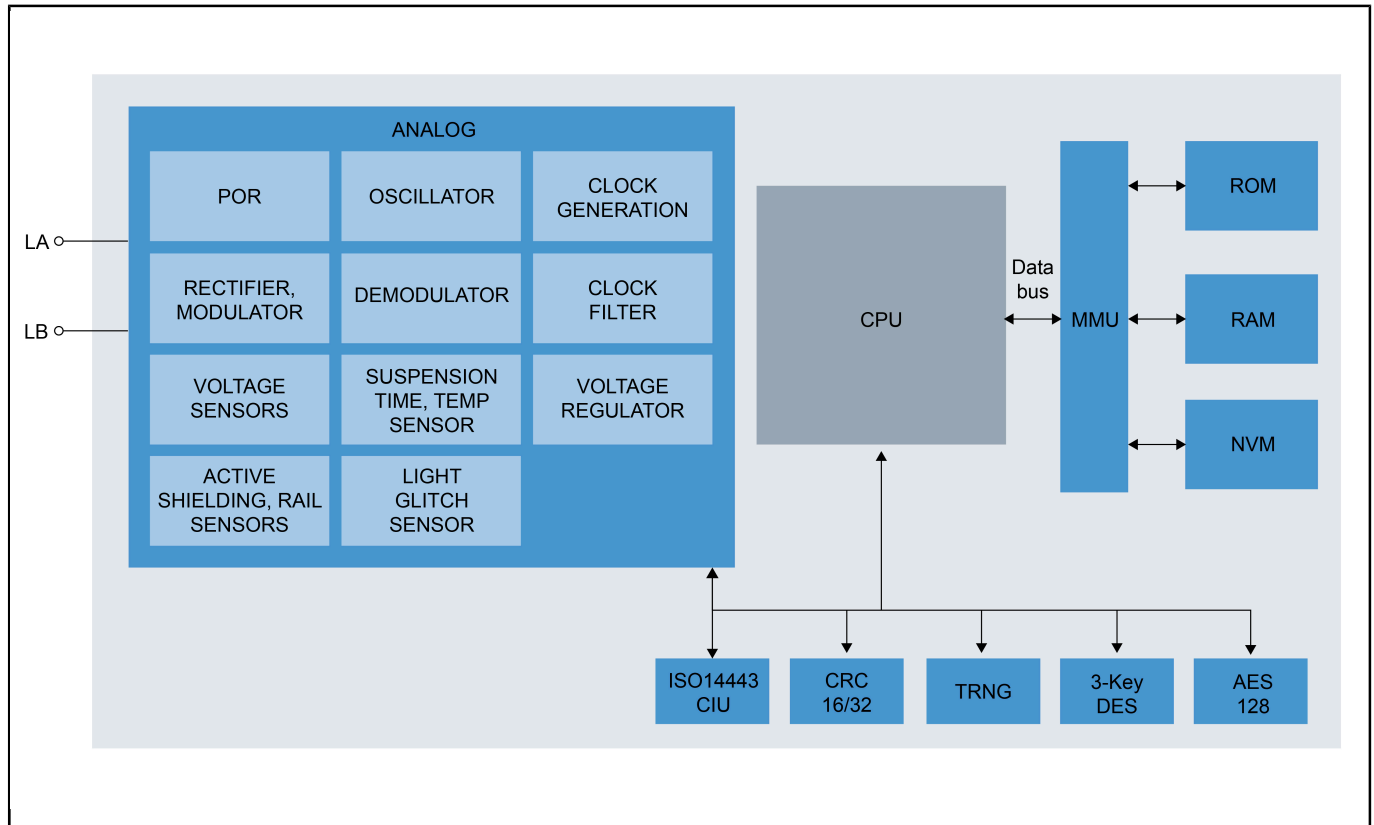 ANALOG
POR
OSCILLATOR
CLOCK
GENERATION
LA
RECTIFIER,
MODULATOR
DEMODULATOR
CLOCK
FILTER
LB
VOLTAGE
SENSORS
SUSPENSION
TIME, TEMP
SENSOR
VOLTAGE
REGULATOR
ACTIVE
SHIELDING, RAIL
SENSORS
LIGHT
GLITCH
SENSOR
CPU
Data
bus
MMU
ROM
RAM
NVM
ISO14443
CIU
CRC
16/32
TRNG
3-Key
DES
AES
128